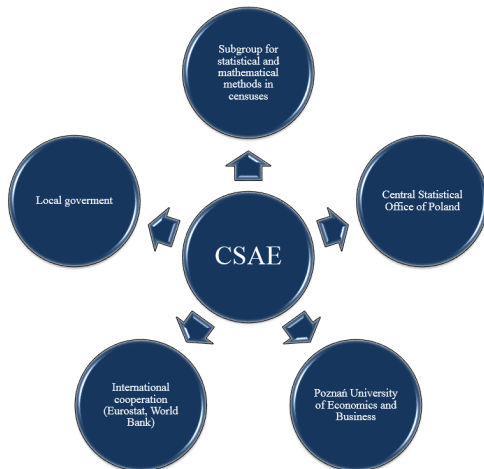 Subgroup for
statistical and
mathematical
methods in
censuses
Local goverment
Central Statistical
Office of Poland
CSAE
International
cooperation
(Eurostat, World
Bank)
Poznań University
of Economics and
Business